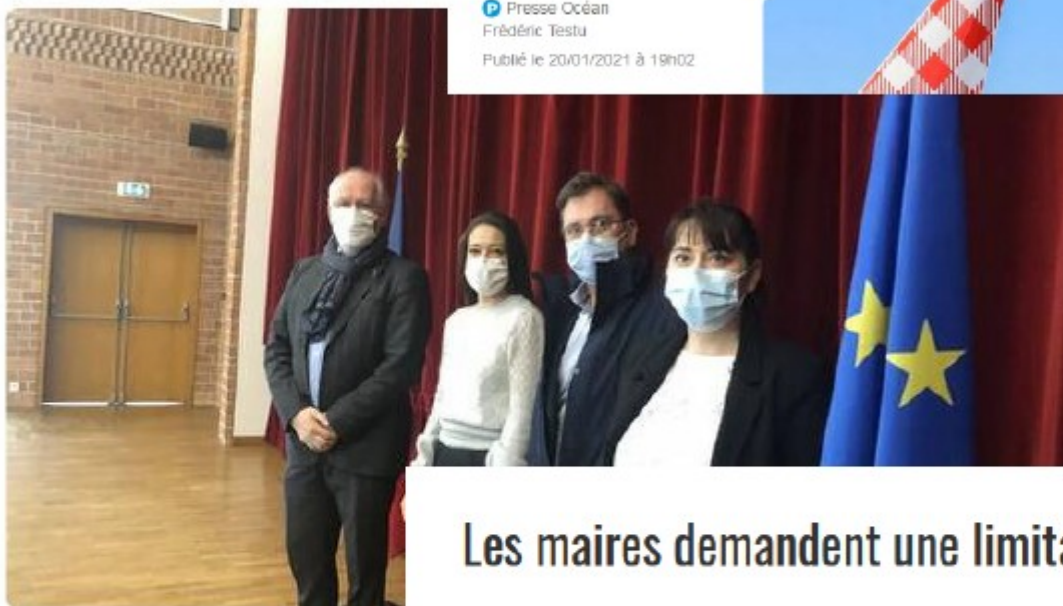 Presse Océan
Frédéric Testu
Publié le 20/01/2021 à 19h02
Les maires demandent une limita